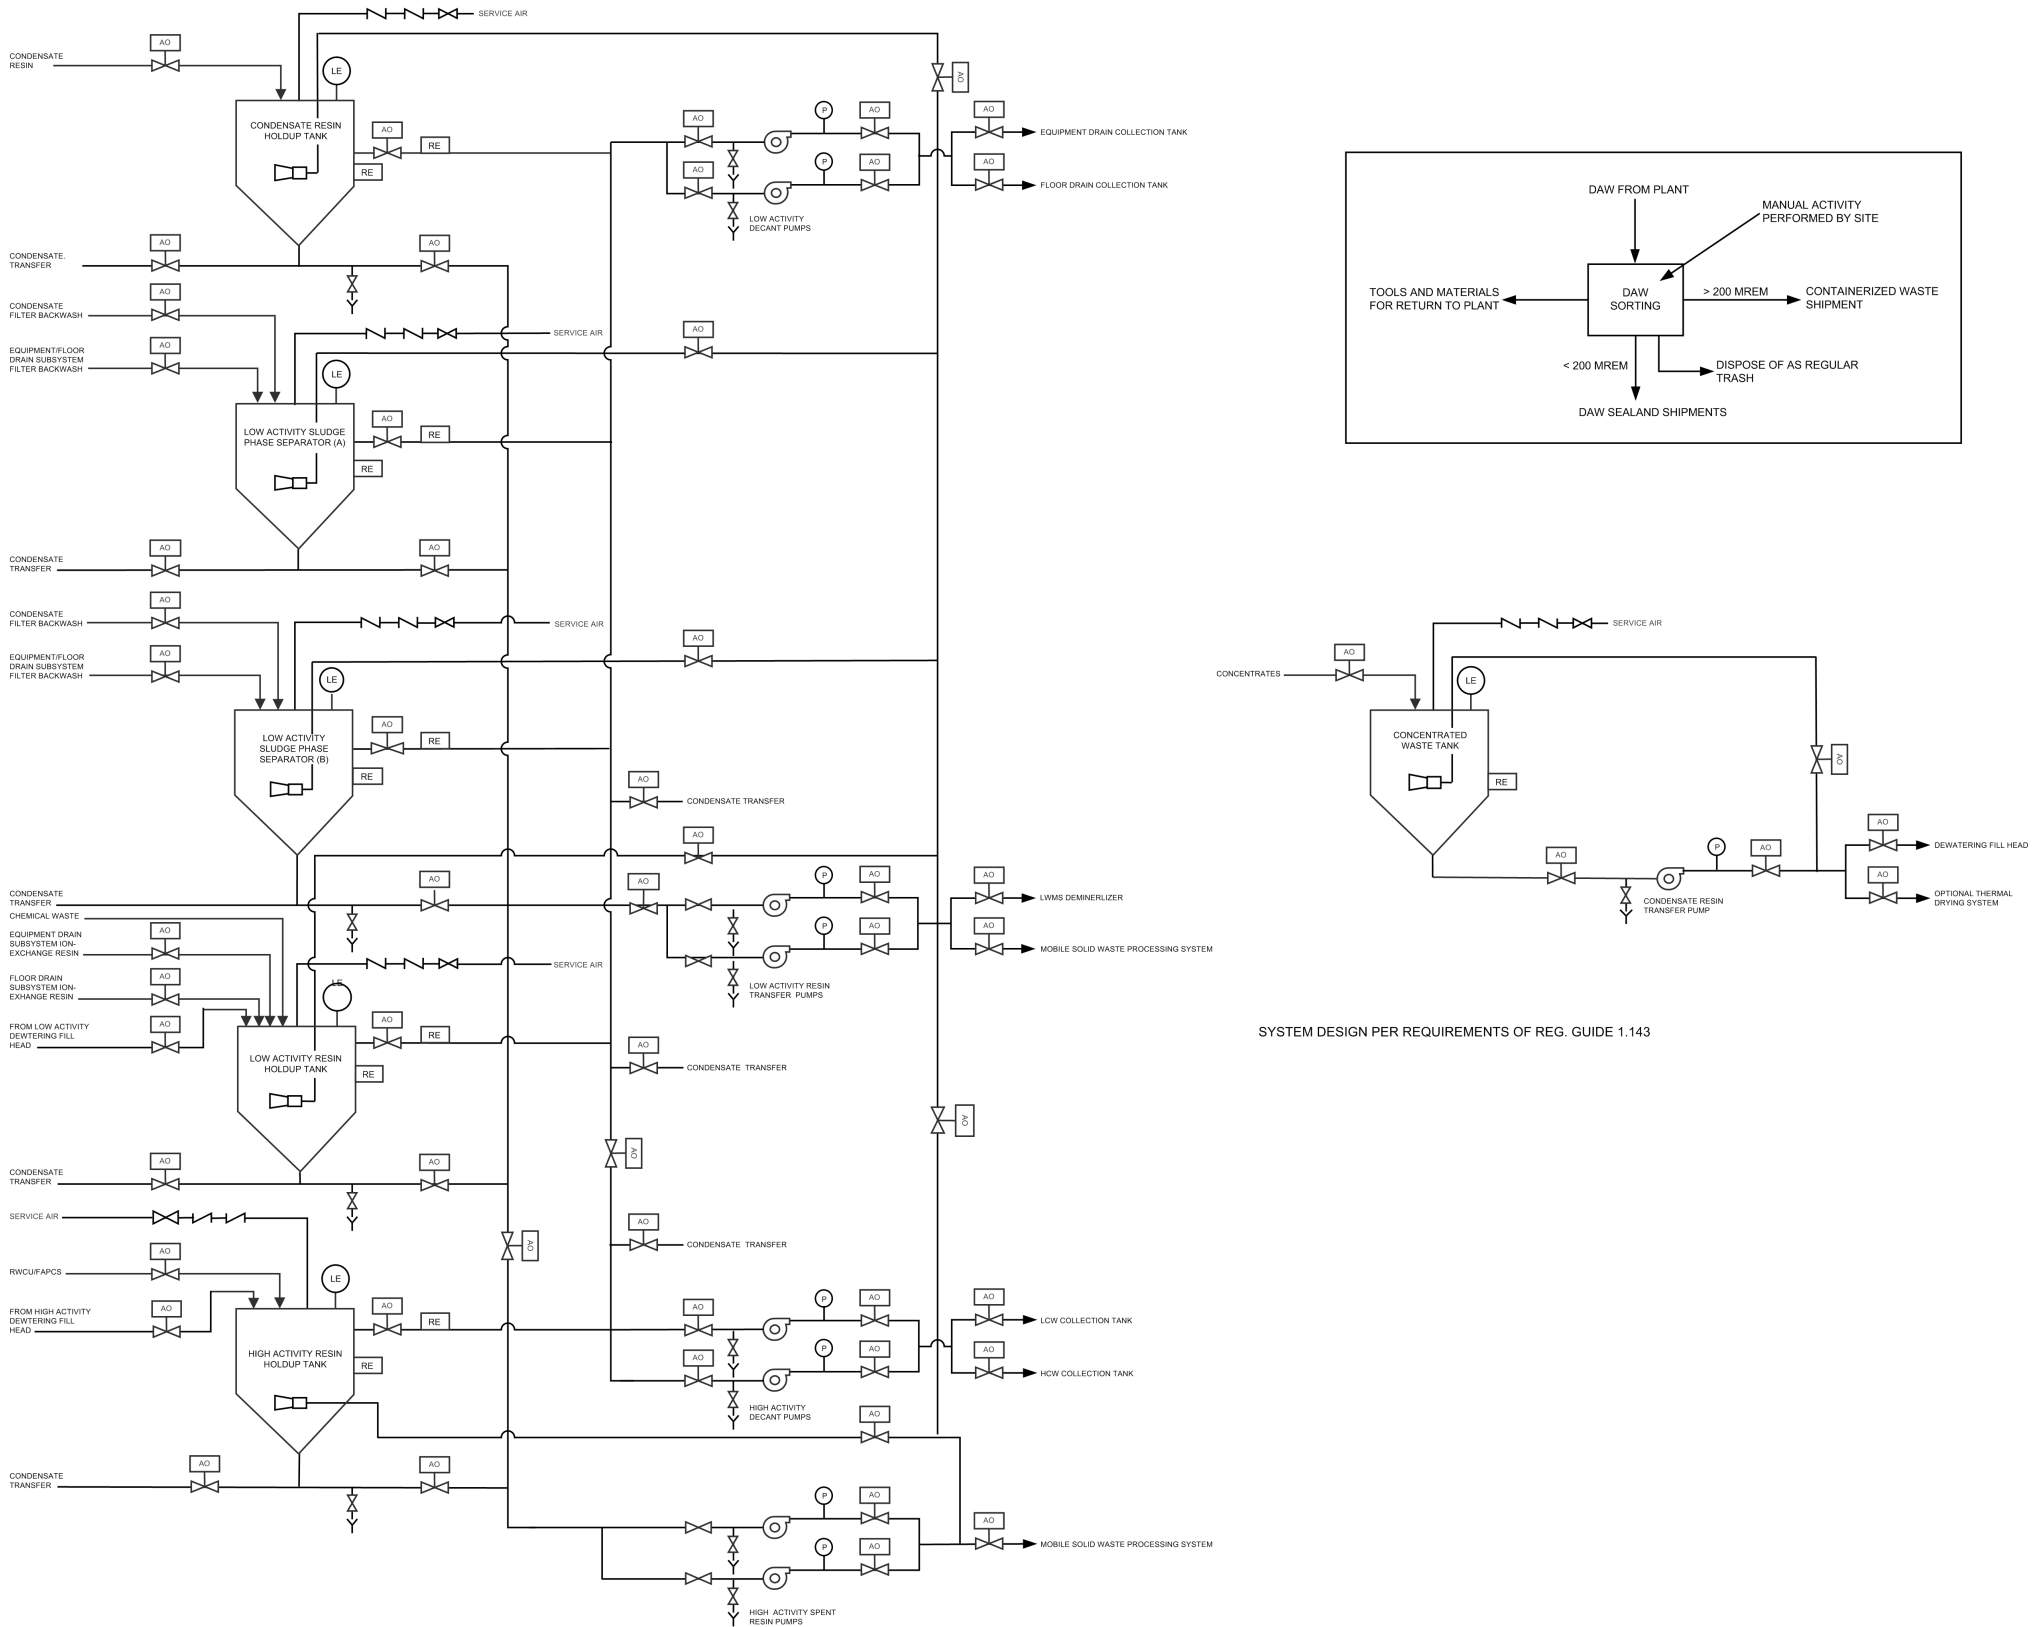 SERVICE AIR
AO
CONDENSATE
RESIN
LE
AO
CONDENSATE RESIN
HOLDUP TANK
AO
RE
RE
AO
P
AO
AO
EQUIPMENT DRAIN COLLECTION TANK
AO
P
AO
AO
FLOOR DRAIN COLLECTION TANK
LOW ACTIVITY
DECANT PUMPS
AO
CONDENSATE.
TRANSFER
AO
AO
CONDENSATE
FILTER BACKWASH
AO
EQUIPMENT/FLOOR
DRAIN SUBSYSTEM
FILTER BACKWASH
SERVICE AIR
AO
LE
LOW ACTIVITY SLUDGE
PHASE SEPARATOR (A)
AO
RE
RE
AO
CONDENSATE
TRANSFER
AO
AO
CONDENSATE
FILTER BACKWASH
AO
EQUIPMENT/FLOOR
DRAIN SUBSYSTEM
FILTER BACKWASH
SERVICE AIR
AO
LE
LOW ACTIVITY
SLUDGE PHASE
SEPARATOR (B)
AO
RE
RE
AO
CONDENSATE TRANSFER
AO
CONDENSATE
TRANSFER
AO
AO
P
AO
AO
LWMS DEMINERLIZER
P
AO
AO
MOBILE SOLID WASTE PROCESSING SYSTEM
LOW ACTIVITY RESIN
TRANSFER PUMPS
CHEMICAL WASTE
EQUIPMENT DRAIN
SUBSYSTEM ION-
EXCHANGE RESIN
AO
FLOOR DRAIN
SUBSYSTEM ION-
EXHANGE RESIN
AO
FROM LOW ACTIVITY
DEWTERING FILL
HEAD
AO
SERVICE AIR
LE
LOW ACTIVITY RESIN
HOLDUP TANK
AO
RE
RE
AO
CONDENSATE TRANSFER
AO
AO
CONDENSATE
TRANSFER
AO
AO
SERVICE AIR
AO
AO
CONDENSATE TRANSFER
RWCU/FAPCS
AO
FROM HIGH ACTIVITY
DEWTERING FILL
HEAD
AO
LE
HIGH ACTIVITY RESIN
HOLDUP TANK
AO
RE
RE
AO
P
AO
AO
LCW COLLECTION TANK
AO
P
AO
AO
HCW COLLECTION TANK
HIGH ACTIVITY
DECANT PUMPS
AO
CONDENSATE
TRANSFER
AO
AO
P
AO
AO
MOBILE SOLID WASTE PROCESSING SYSTEM
P
AO
HIGH ACTIVITY SPENT
RESIN PUMPS
DAW FROM PLANT
MANUAL ACTIVITY
PERFORMED BY SITE
TOOLS AND MATERIALS
FOR RETURN TO PLANT
DAW
SORTING
> 200 MREM
CONTAINERIZED WASTE
SHIPMENT
< 200 MREM
DISPOSE OF AS REGULAR
TRASH
DAW SEALAND SHIPMENTS
SERVICE AIR
AO
CONCENTRATES
LE
CONCENTRATED
WASTE TANK
RE
AO
AO
P
AO
AO
DEWATERING FILL HEAD
AO
OPTIONAL THERMAL
DRYING SYSTEM
CONDENSATE RESIN
TRANSFER PUMP
SYSTEM DESIGN PER REQUIREMENTS OF REG. GUIDE 1.143